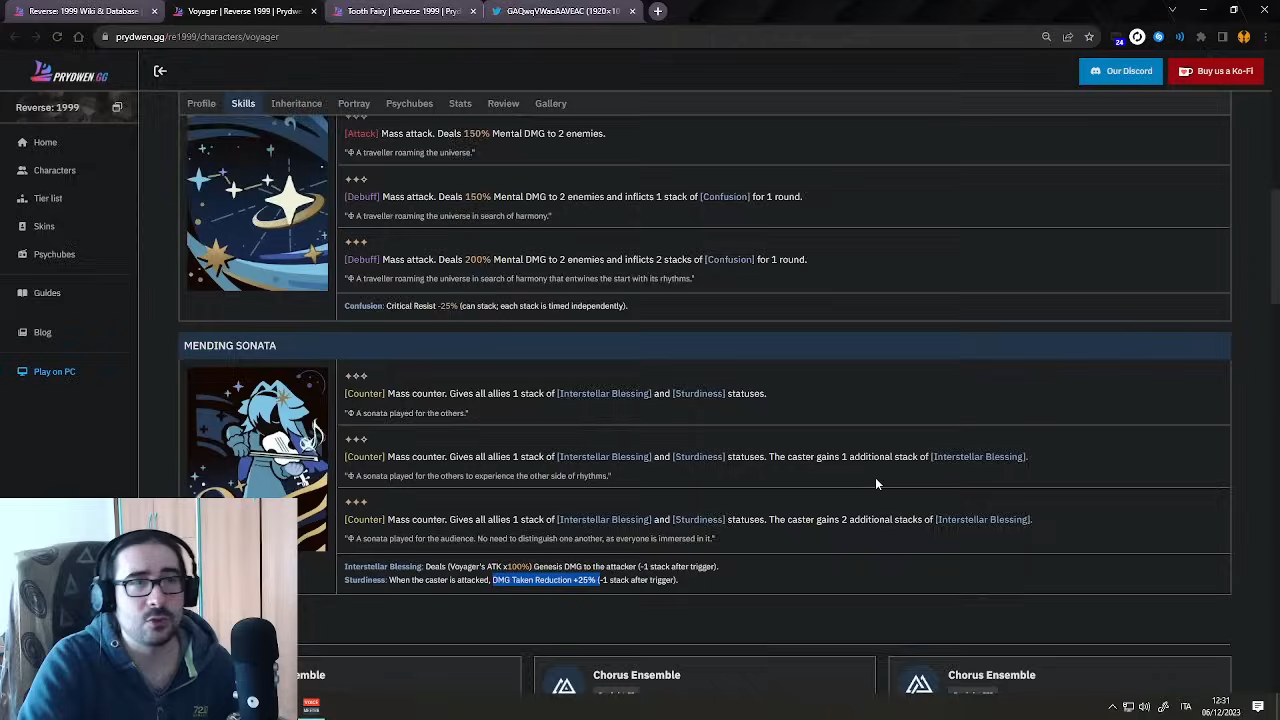 Reverse 1999 Wiki & Database
Voyager | Reverse 1999 | Pryd
Tooth Fairy | Reverse 1999 | Pryd
GAQwqVWaoAAVEAC (1920×10
prydwen.gg/re1999/characters/voyager
24
PRYDWEN.GG
Our Discord
Buy us a Ko-Fi
Reverse: 1999
Home
Characters
Tier list
Skins
Psychubes
Guides
Blog
Play on PC
Profile Skills Inheritance Portray Psychubes Stats Review Gallery
[Attack] Mass attack. Deals 150% Mental DMG to 2 enemies.
"Φ A traveller roaming the universe."
[Debuff] Mass attack. Deals 150% Mental DMG to 2 enemies and inflicts 1 stack of [Confusion] for 1 round.
"Φ A traveller roaming the universe in search of harmony."
[Debuff] Mass attack. Deals 200% Mental DMG to 2 enemies and inflicts 2 stacks of [Confusion] for 1 round.
"Φ A traveller roaming the universe in search of harmony that entwines the start with its rhythms."
Confusion: Critical Resist -25% (can stack; each stack is timed independently).
MENDING SONATA
[Counter] Mass counter. Gives all allies 1 stack of [Interstellar Blessing] and [Sturdiness] statuses.
"Φ A sonata played for the others."
[Counter] Mass counter. Gives all allies 1 stack of [Interstellar Blessing] and [Sturdiness] statuses. The caster gains 1 additional stack of [Interstellar Blessing].
"Φ A sonata played for the others to experience the other side of rhythms."
[Counter] Mass counter. Gives all allies 1 stack of [Interstellar Blessing] and [Sturdiness] statuses. The caster gains 2 additional stacks of [Interstellar Blessing].
"Φ A sonata played for the audience. No need to distinguish one another, as everyone is immersed in it."
Interstellar Blessing: Deals (Voyager's ATK x100%) Genesis DMG to the attacker (-1 stack after trigger).
Sturdiness: When the caster is attacked, DMG Taken Reduction +25% (-1 stack after trigger).
Chorus Ensemble
Chorus Ensemble
12:31
06/12/2023